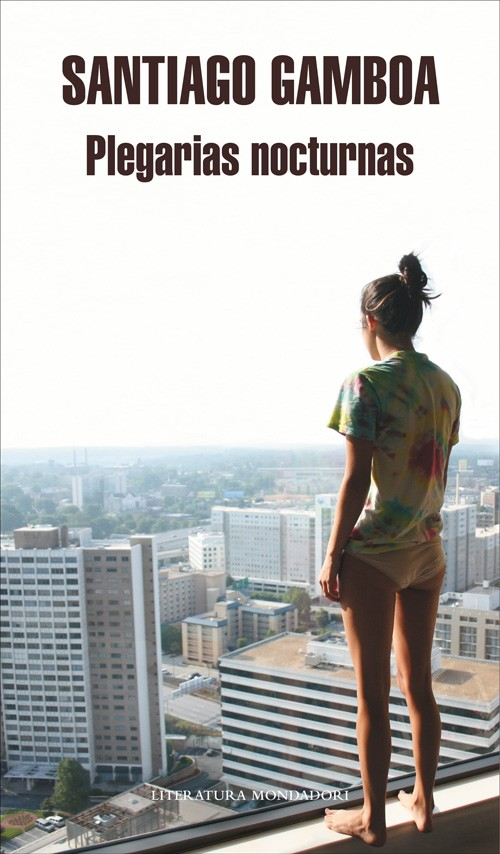 SANTIAGO GAMBOA
Plegarias nocturnas
LITERATURA MONDADORI